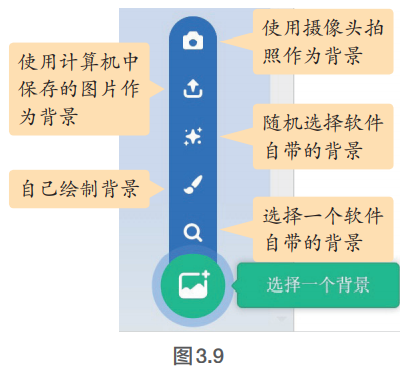 使用摄像头拍
照作为背景
使用计算机中
保存的图片作
为背景
随机选择软件
自带的背景
自己绘制背景
选择一个软件
自带的背景
选择一个背景
图3.9